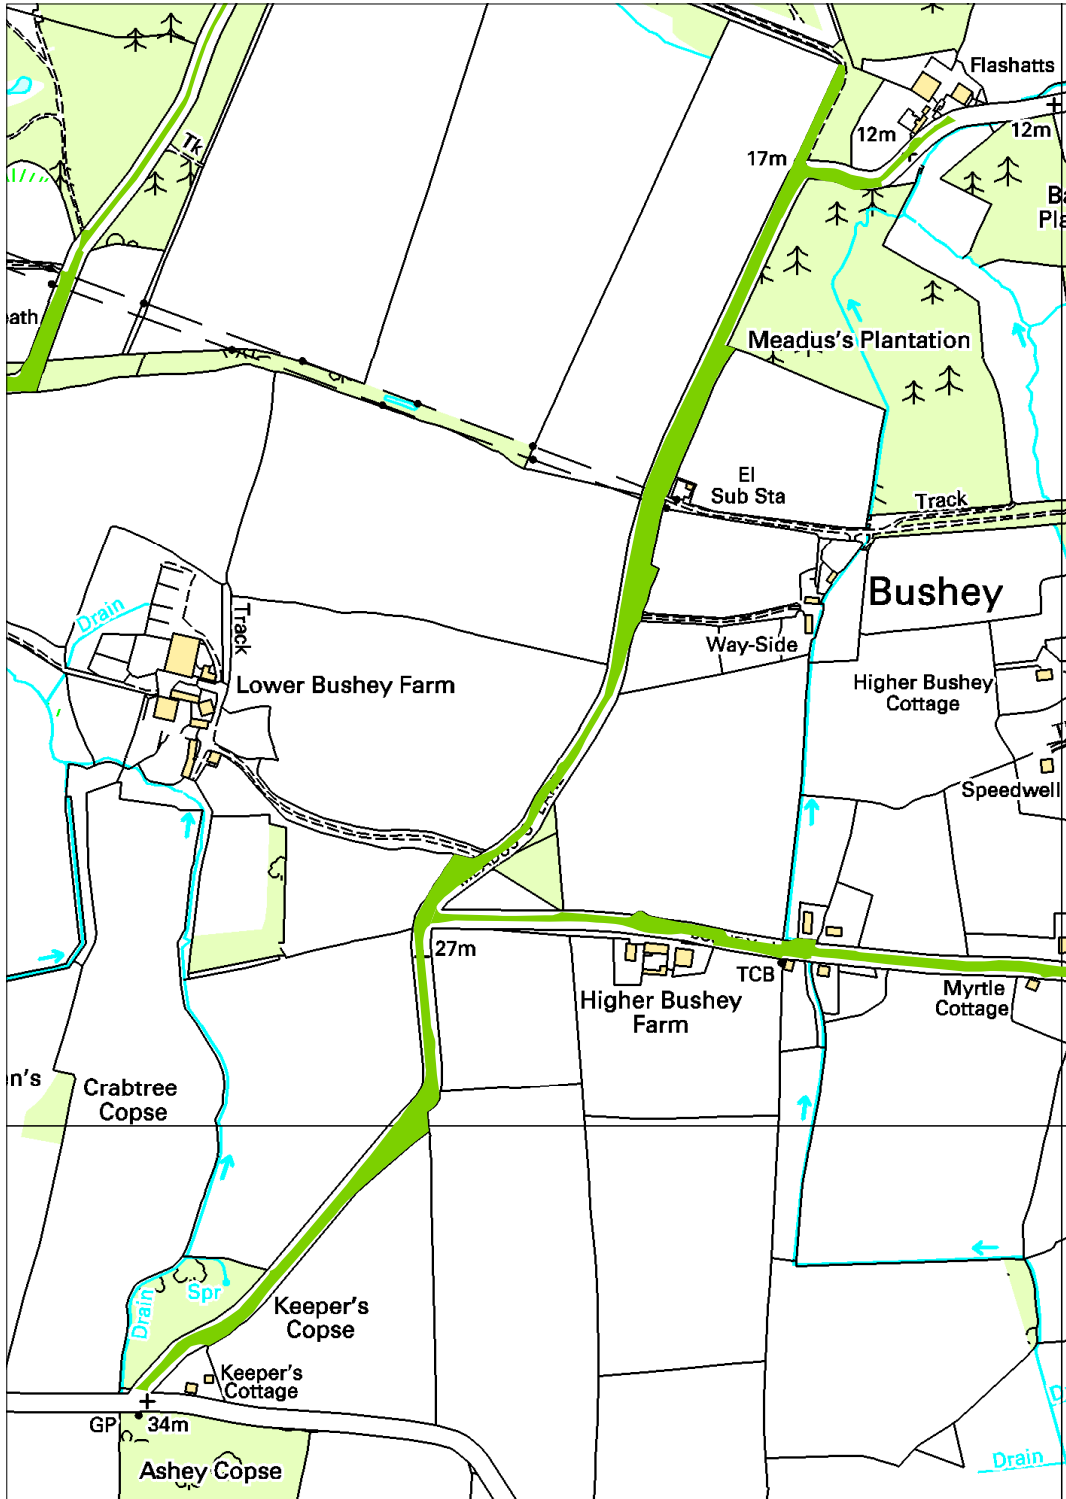 Flashatts
12m
12m
Tk
17m
Meadus's Plantation
El
Sub Sta
Track
Bushey
Drain
Track
Way-Side
Lower Bushey Farm
Higher Bushey
Cottage
Speedwell
27m
TCB
Higher Bushey
Farm
Myrtle
Cottage
Crabtree
Copse
Spr
Drain
Keeper's
Copse
Keeper's
Cottage
GP
34m
Ashey Copse
Drain